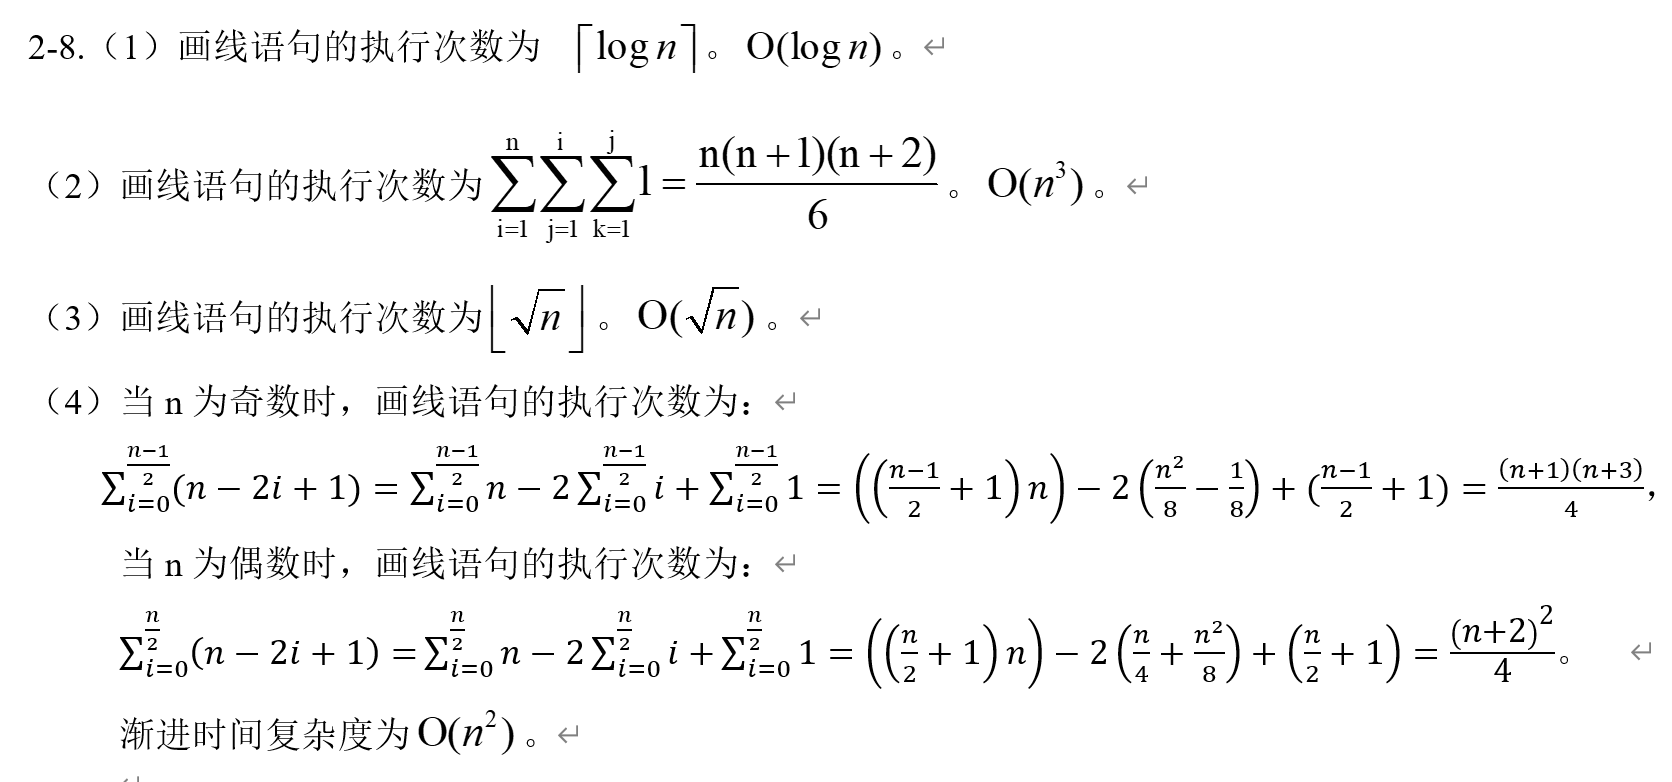 2-8.（1）画线语句的执行次数为 ⌈log n⌉。O(log n)。↵
（2）画线语句的执行次数为∑_{i=1}^{n}∑_{j=1}^{i}∑_{k=1}^{j}1 = n(n+1)(n+2)/6。O(n³)。↵
（3）画线语句的执行次数为⌊√n⌋。O(√n)。↵
（4）当 n 为奇数时，画线语句的执行次数为：↵
∑_{i=0}^{(n−1)/2}(n − 2i + 1) = ∑_{i=0}^{(n−1)/2} n − 2∑_{i=0}^{(n−1)/2} i + ∑_{i=0}^{(n−1)/2} 1 = (((n−1)/2 + 1)n) − 2(n²/8 − 1/8) + ((n−1)/2 + 1) = (n+1)(n+3)/4，
当 n 为偶数时，画线语句的执行次数为：↵
∑_{i=0}^{n/2}(n − 2i + 1) = ∑_{i=0}^{n/2} n − 2∑_{i=0}^{n/2} i + ∑_{i=0}^{n/2} 1 = ((n/2 + 1)n) − 2(n/4 + n²/8) + (n/2 + 1) = (n+2)²/4。↵
渐进时间复杂度为 O(n²)。↵